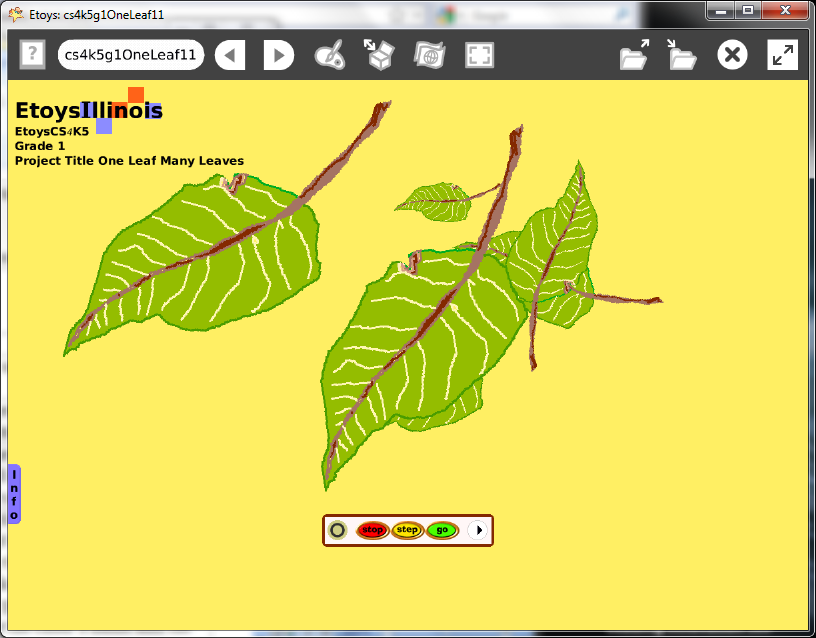 Etoys: cs4k5g1OneLeaf11
?
cs4k5g1OneLeaf11
EtoysIllinois
EtoysCS4K5
Grade 1
Project Title One Leaf Many Leaves
Info
stop step go